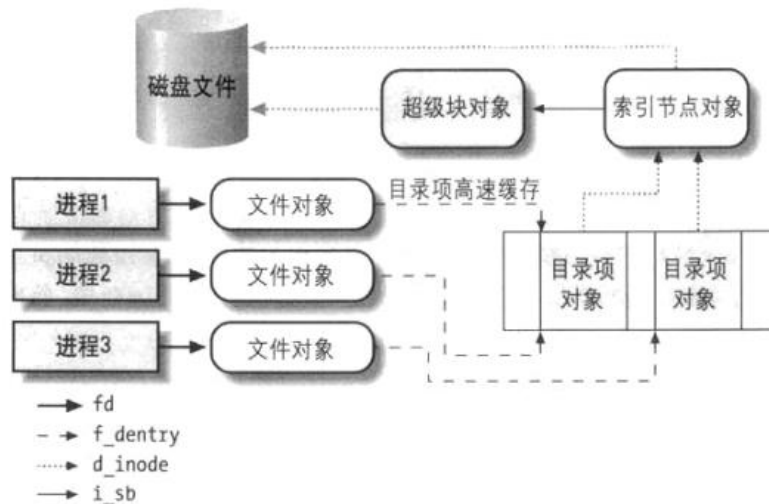 磁盘文件
超级块对象
索引节点对象
进程1
文件对象
目录项高速缓存
进程2
文件对象
目录项
对象
目录项
对象
进程3
文件对象
fd
f_dentry
d_inode
i_sb